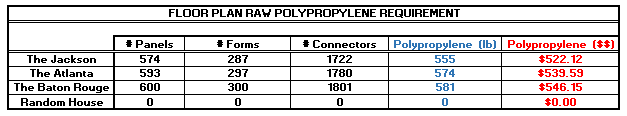 FLOOR PLAN RAW POLYPROPYLENE REQUIREMENT
# Panels # Forms # Connectors Polypropylene (lb) Polypropylene ($$)
The Jackson 574 287 1722 555 $522.12
The Atlanta 593 297 1780 574 $539.59
The Baton Rouge 600 300 1801 581 $546.15
Random House 0 0 0 0 $0.00